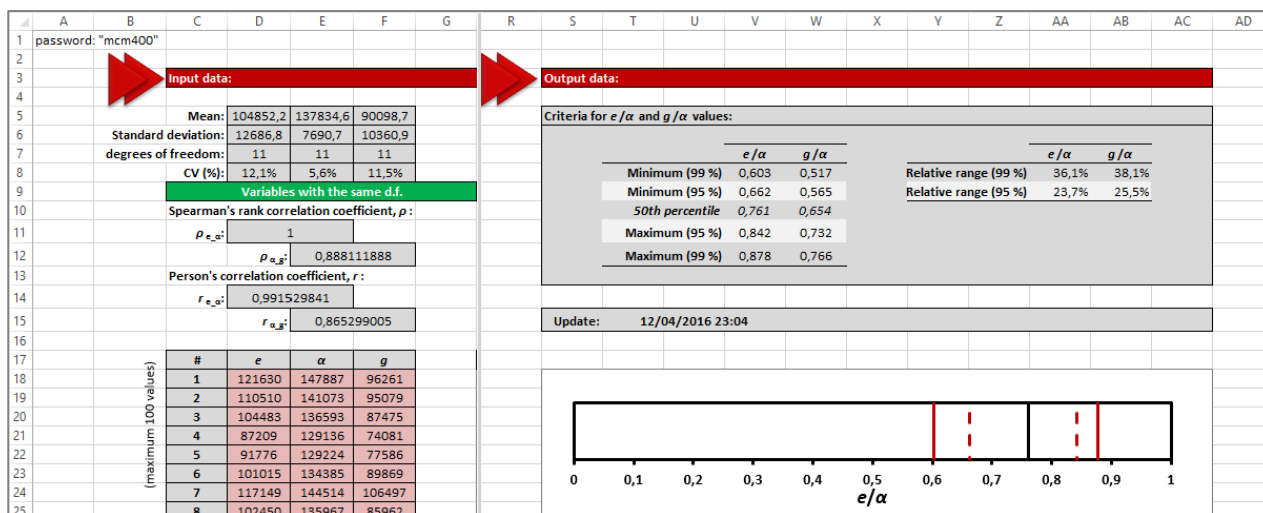 A B C D E F G R S T U V W X Y Z AA AB AC AD
1 password: "mcm400"
2
3 Input data: Output data:
4
5 Mean: 104852,2 137834,6 90098,7 Criteria for e/α and g/α values:
6 Standard deviation: 12686,8 7690,7 10360,9
7 degrees of freedom: 11 11 11 e/α g/α e/α g/α
8 CV (%): 12,1% 5,6% 11,5% Minimum (99 %) 0,603 0,517 Relative range (99 %) 36,1% 38,1%
9 Variables with the same d.f. Minimum (95 %) 0,662 0,565 Relative range (95 %) 23,7% 25,5%
10 Spearman's rank correlation coefficient, ρ : 50th percentile 0,761 0,654
11 ρ e_α: 1 Maximum (95 %) 0,842 0,732
12 ρ α_g: 0,888111888 Maximum (99 %) 0,878 0,766
13 Person's correlation coefficient, r :
14 r e_α: 0,991529841
15 r α_g: 0,865299005 Update: 12/04/2016 23:04
16
17 # e α g
(maximum 100 values)
18 1 121630 147887 96261
19 2 110510 141073 95079
20 3 104483 136593 87475
21 4 87209 129136 74081
22 5 91776 129224 77586
23 6 101015 134385 89869
24 7 117149 144514 106497
25 8 102450 135967 85962
0 0,1 0,2 0,3 0,4 0,5 0,6 0,7 0,8 0,9 1
e/α